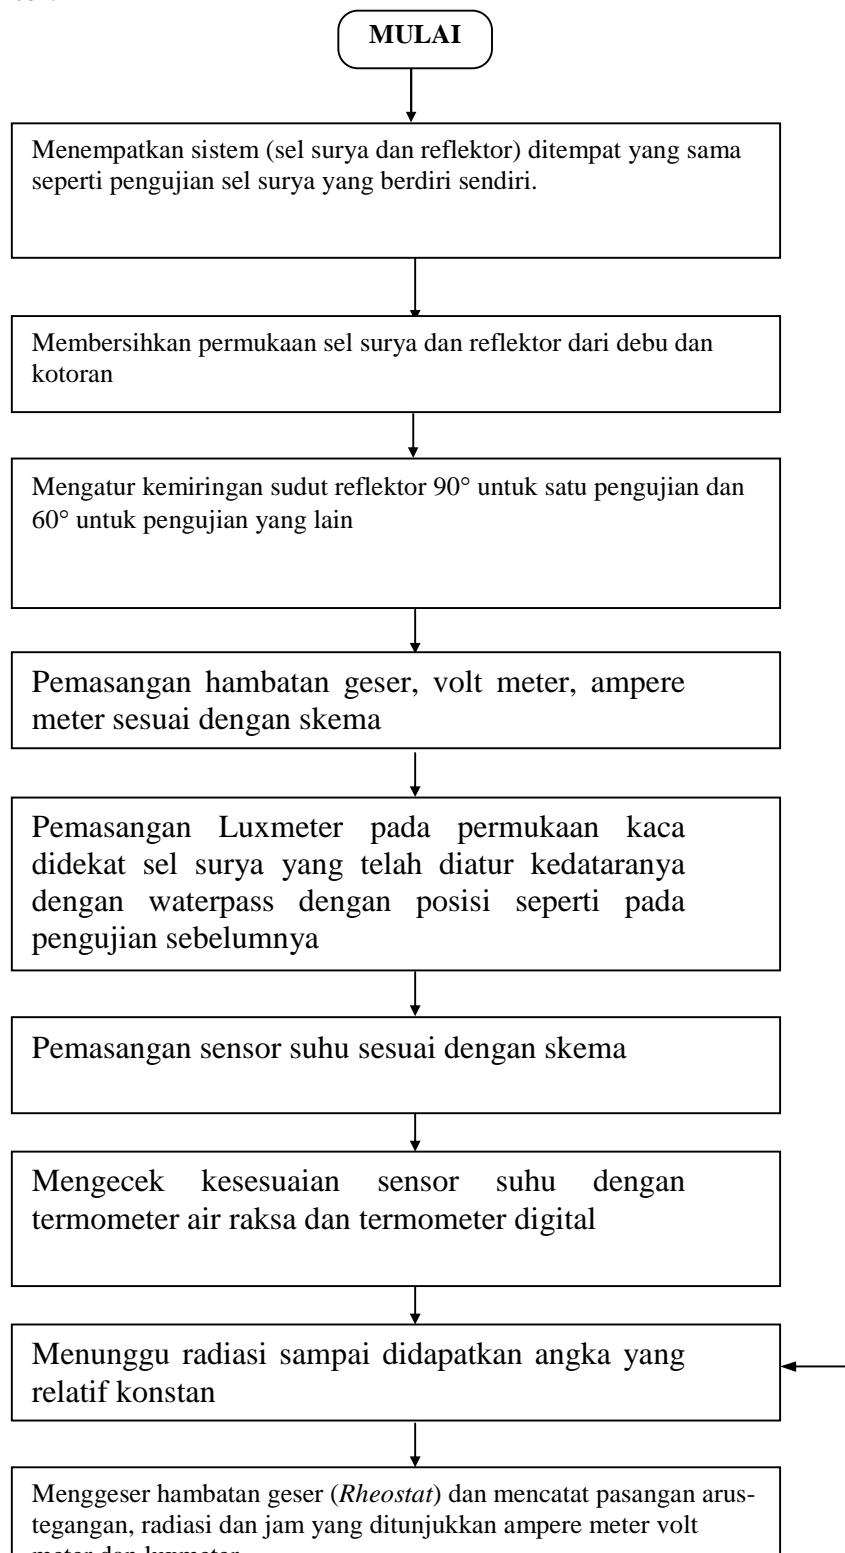 MULAI
Menempatkan sistem (sel surya dan reflektor) ditempat yang sama
seperti pengujian sel surya yang berdiri sendiri.
Membersihkan permukaan sel surya dan reflektor dari debu dan
kotoran
Mengatur kemiringan sudut reflektor 90° untuk satu pengujian dan
60° untuk pengujian yang lain
Pemasangan hambatan geser, volt meter, ampere
meter sesuai dengan skema
Pemasangan Luxmeter pada permukaan kaca
didekat sel surya yang telah diatur kedataranya
dengan waterpass dengan posisi seperti pada
pengujian sebelumnya
Pemasangan sensor suhu sesuai dengan skema
Mengecek kesesuaian sensor suhu dengan
termometer air raksa dan termometer digital
Menunggu radiasi sampai didapatkan angka yang
relatif konstan
Menggeser hambatan geser (Rheostat) dan mencatat pasangan arus-
tegangan, radiasi dan jam yang ditunjukkan ampere meter volt
meter dan luxmeter